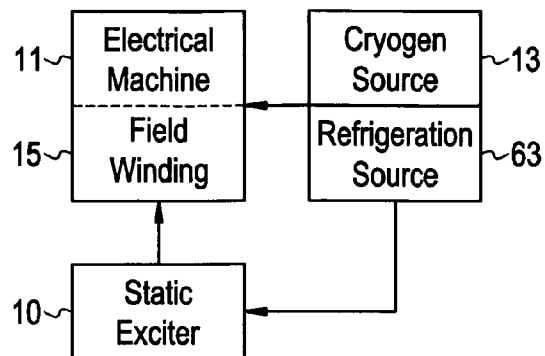 11
Electrical
Machine
15
Field
Winding
Cryogen
Source
13
Refrigeration
Source
63
10
Static
Exciter